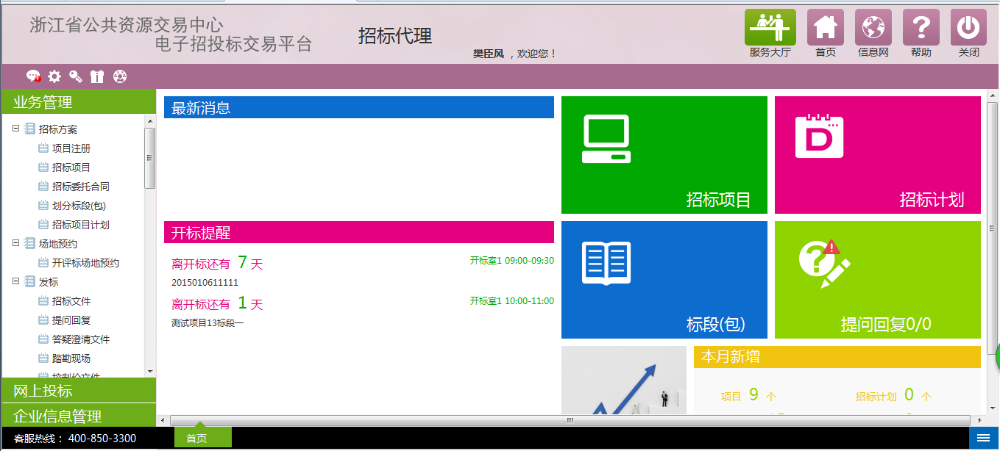 浙江省公共资源交易中心
电子招投标交易平台
招标代理
樊臣风 ，欢迎您！
服务大厅
首页
信息网
帮助
关闭
业务管理
招标方案
项目注册
招标项目
招标委托合同
划分标段(包)
招标项目计划
场地预约
开评标场地预约
发标
招标文件
提问回复
答疑澄清文件
踏勘现场
控制价文件
网上投标
企业信息管理
最新消息
开标提醒
离开标还有 7 天
开标室1 09:00-09:30
2015010611111
离开标还有 1 天
开标室1 10:00-11:00
测试项目13标段一
招标项目
D
招标计划
标段(包)
提问回复0/0
本月新增
项目 9 个
招标计划 0 个
客服热线： 400-850-3300
首页